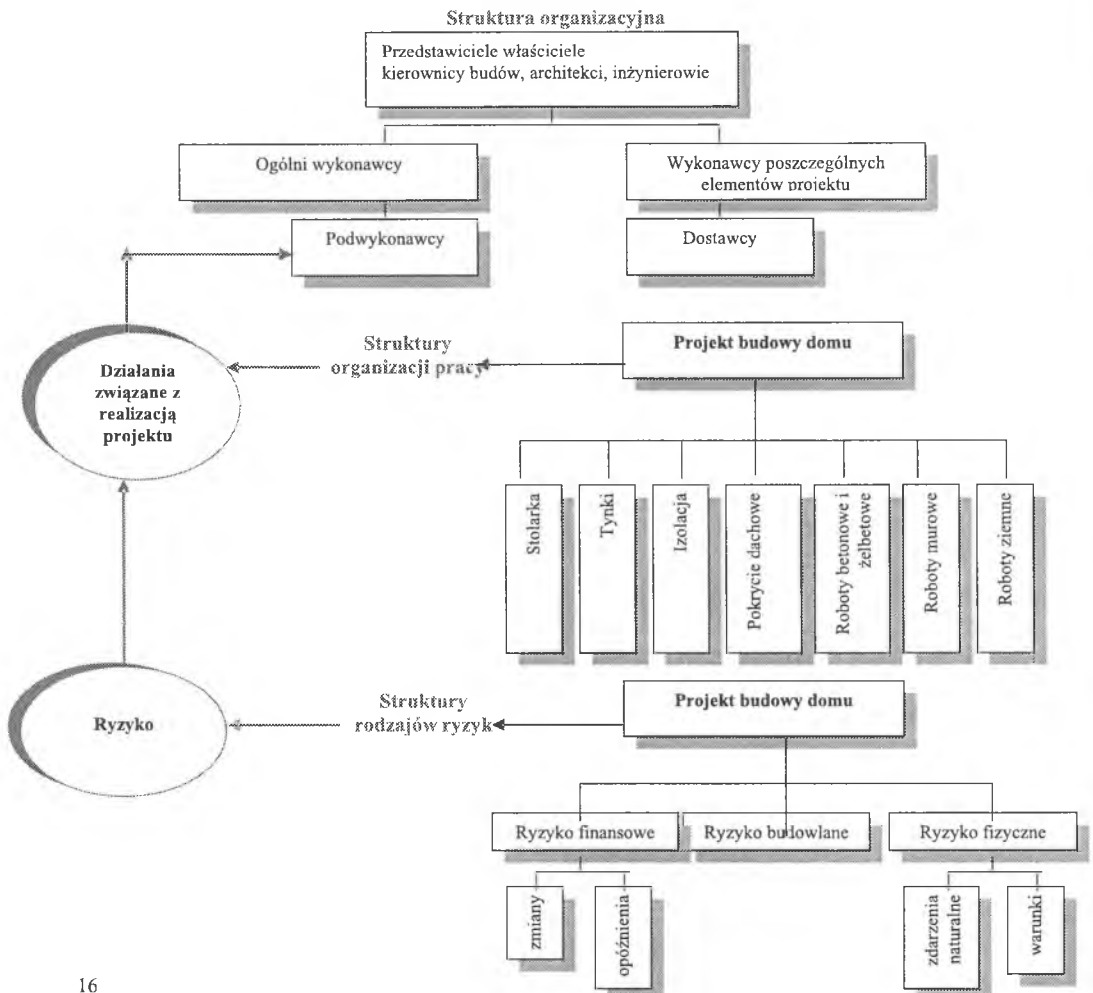 Struktura organizacyjna
Przedstawiciele właściciele
kierownicy budów, architekci, inżynierowie
Ogólni wykonawcy
Wykonawcy poszczególnych
elementów projektu
Podwykonawcy
Dostawcy
Działania
związane z
realizacją
projektu
Struktury
organizacji pracy
Projekt budowy domu
Stolarka
Tynki
Izolacja
Pokrycie dachowe
Roboty betonowe i
żelbetowe
Roboty murowe
Roboty ziemne
Ryzyko
Struktury
rodzajów ryzyk
Projekt budowy domu
Ryzyko finansowe
Ryzyko budowlane
Ryzyko fizyczne
zmiany
opóźnienia
zdarzenia
naturalne
warunki
16